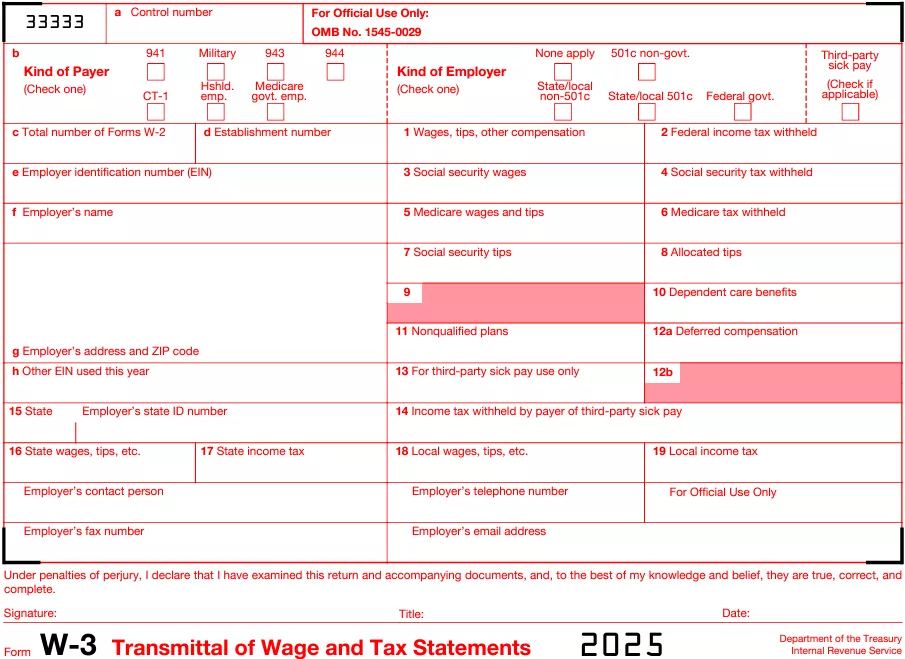 33333
a Control number
For Official Use Only:
OMB No. 1545-0029
b
Kind of Payer
(Check one)
941 Military 943 944
CT-1 Hshld. emp. Medicare govt. emp.
Kind of Employer
(Check one)
None apply 501c non-govt.
State/local non-501c State/local 501c Federal govt.
Third-party
sick pay
(Check if
applicable)
c Total number of Forms W-2
d Establishment number
1 Wages, tips, other compensation
2 Federal income tax withheld
e Employer identification number (EIN)
3 Social security wages
4 Social security tax withheld
f Employer’s name
5 Medicare wages and tips
6 Medicare tax withheld
7 Social security tips
8 Allocated tips
9
10 Dependent care benefits
11 Nonqualified plans
12a Deferred compensation
g Employer’s address and ZIP code
h Other EIN used this year
13 For third-party sick pay use only
12b
15 State Employer’s state ID number
14 Income tax withheld by payer of third-party sick pay
16 State wages, tips, etc.
17 State income tax
18 Local wages, tips, etc.
19 Local income tax
Employer’s contact person
Employer’s telephone number
For Official Use Only
Employer’s fax number
Employer’s email address
Under penalties of perjury, I declare that I have examined this return and accompanying documents, and, to the best of my knowledge and belief, they are true, correct, and
complete.
Signature: Title: Date:
Form W-3 Transmittal of Wage and Tax Statements 2025
Department of the Treasury
Internal Revenue Service